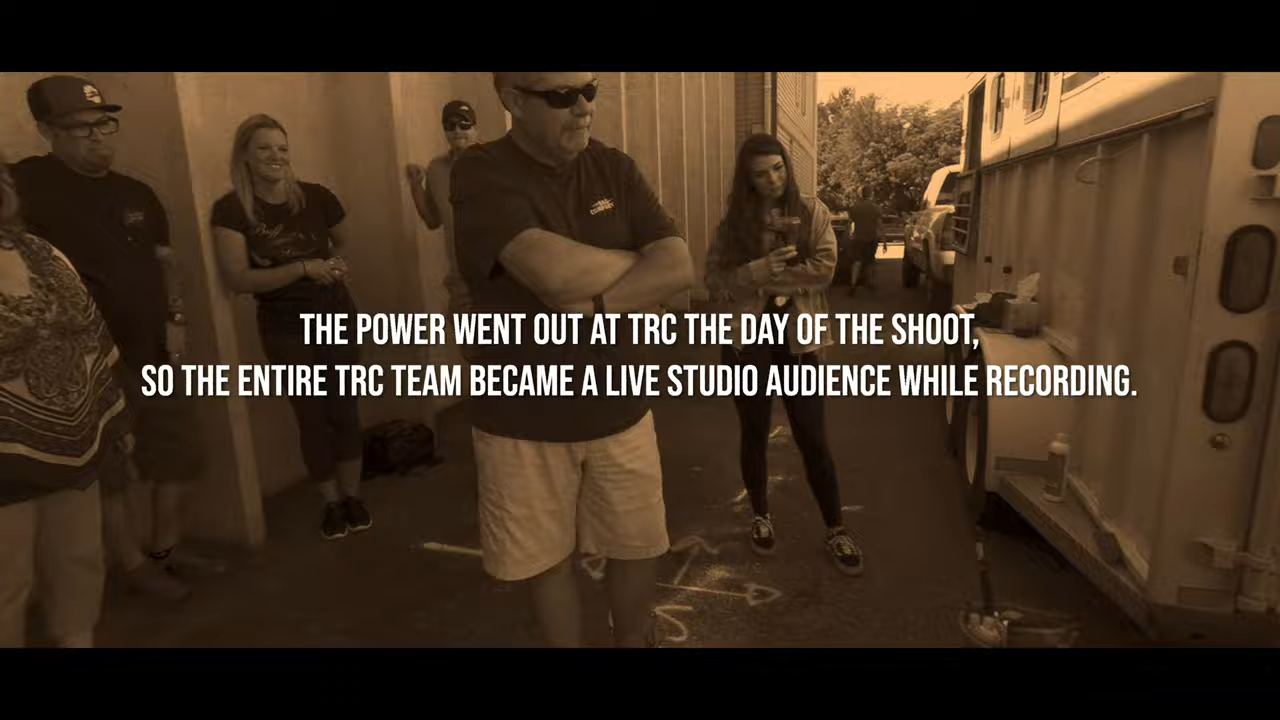 THE POWER WENT OUT AT TRC THE DAY OF THE SHOOT,
SO THE ENTIRE TRC TEAM BECAME A LIVE STUDIO AUDIENCE WHILE RECORDING.